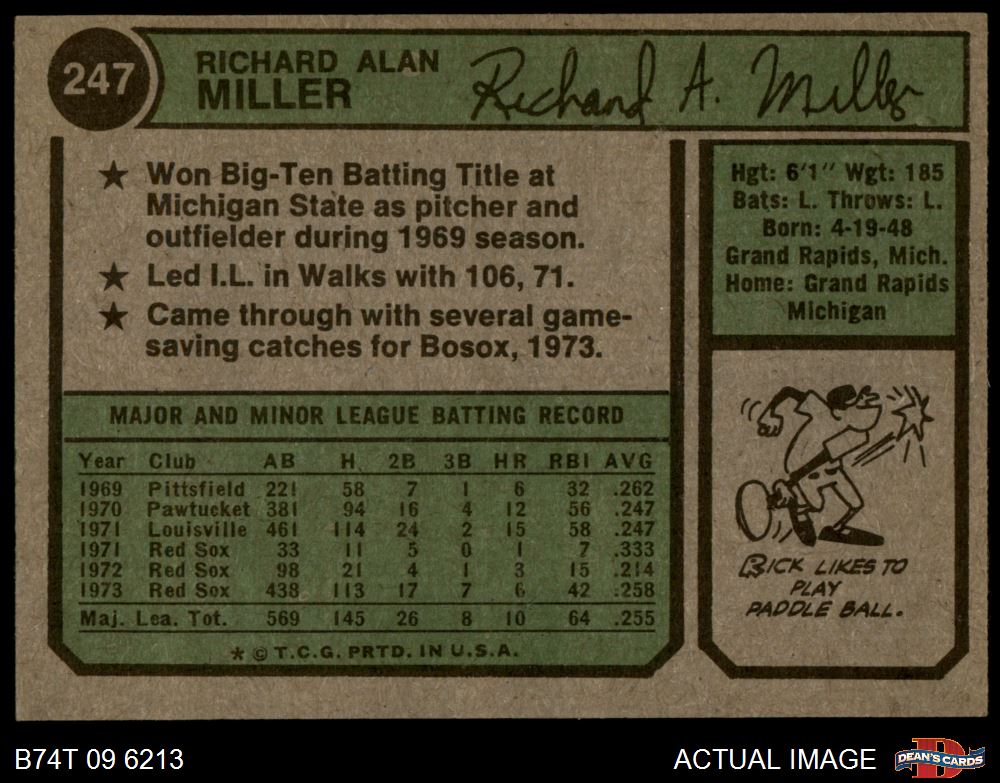 247
RICHARD ALAN
MILLER
Richard A. Miller
★ Won Big-Ten Batting Title at
Michigan State as pitcher and
outfielder during 1969 season.
★ Led I.L. in Walks with 106, 71.
★ Came through with several game-
saving catches for Bosox, 1973.
Hgt: 6'1" Wgt: 185
Bats: L. Throws: L.
Born: 4-19-48
Grand Rapids, Mich.
Home: Grand Rapids
Michigan
MAJOR AND MINOR LEAGUE BATTING RECORD
Year Club AB H. 2B 3B HR RBI AVG
1969 Pittsfield 221 58 7 1 6 32 .262
1970 Pawtucket 381 94 16 4 12 56 .247
1971 Louisville 461 114 24 2 15 58 .247
1971 Red Sox 33 11 5 0 1 7 .333
1972 Red Sox 98 21 4 1 3 15 .214
1973 Red Sox 438 113 17 7 6 42 .258
Maj. Lea. Tot. 569 145 26 8 10 64 .255
★ © T.C.G. PRTD. IN U.S.A.
RICK LIKES TO
PLAY
PADDLE BALL.
B74T 09 6213
ACTUAL IMAGE
DEAN'S CARDS